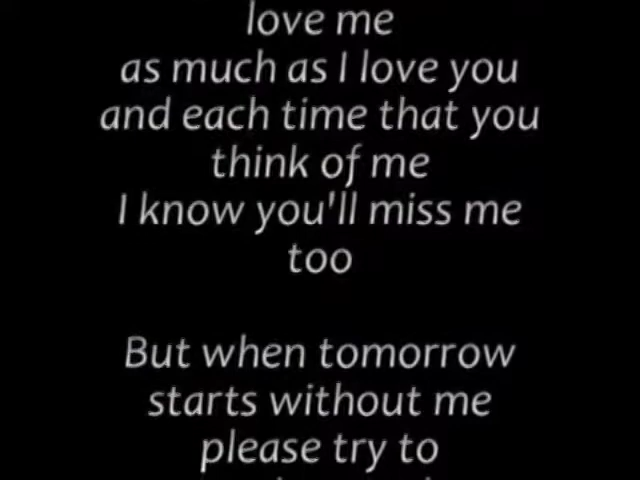 love me
as much as I love you
and each time that you
think of me
I know you'll miss me
too
But when tomorrow
starts without me
please try to